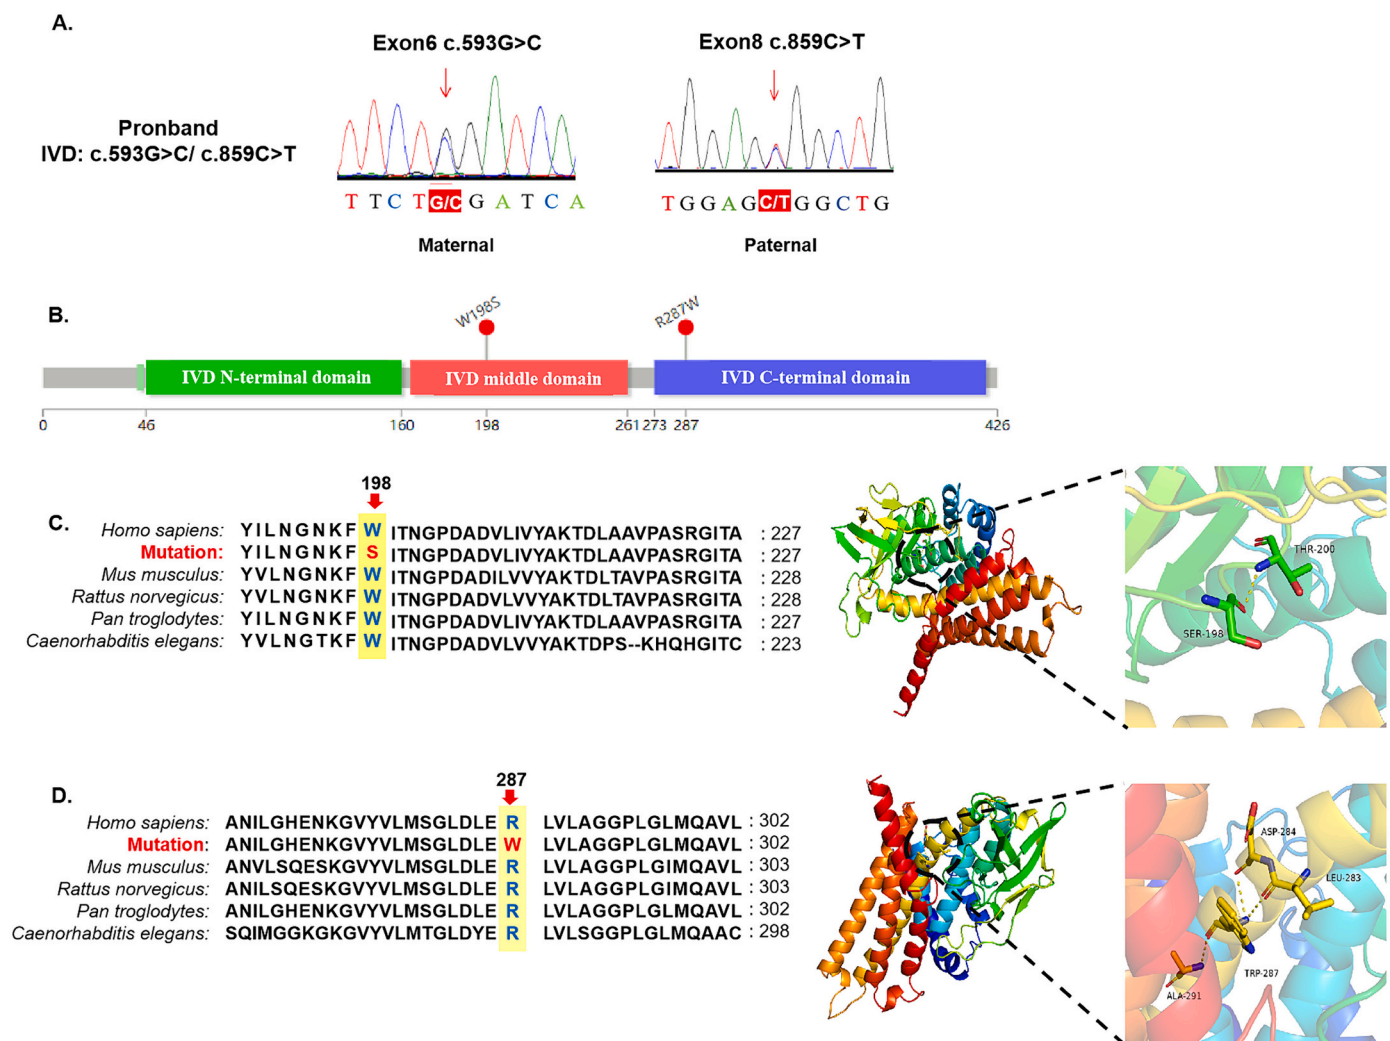 A.
Exon6 c.593G>C
Exon8 c.859C>T
Pronband
IVD: c.593G>C/ c.859C>T
T T C T G/C G A T C A
T G G A G C/T G G C T G
Maternal
Paternal
B.
W198S
R287W
IVD N-terminal domain
IVD middle domain
IVD C-terminal domain
0 46 160 198 261 273 287 426
198
C.
Homo sapiens: YILNGNKF W ITNGPDADVLIVYAKTDLAAVPASRGITA : 227
Mutation: YILNGNKF S ITNGPDADVLIVYAKTDLAAVPASRGITA : 227
Mus musculus: YVLNGNKF W ITNGPDADILVVYAKTDLTAVPASRGITA : 228
Rattus norvegicus: YVLNGNKF W ITNGPDADVLVVYAKTDLTAVPASRGITA : 228
Pan troglodytes: YILNGNKF W ITNGPDADVLIVYAKTDLAAVPASRGITA : 227
Caenorhabditis elegans: YVLNGTKF W ITNGPDADVLVVYAKTDPS--KHQHGITC : 223
THR-200
SER-198
287
D.
Homo sapiens: ANILGHENKGVYVLMSGLDLE R LVLAGGPLGLMQAVL : 302
Mutation: ANILGHENKGVYVLMSGLDLE W LVLAGGPLGLMQAVL : 302
Mus musculus: ANVLSQESKGVYVLMSGLDLE R LVLAGGPLGIMQAVL : 303
Rattus norvegicus: ANILSQESKGVYVLMSGLDLE R LVLAGGPLGIMQAVL : 303
Pan troglodytes: ANILGHENKGVYVLMSGLDLE R LVLAGGPLGLMQAVL : 302
Caenorhabditis elegans: SQIMGGKGKGVYVLMTGLDYE R LVLSGGPLGLMQAAC : 298
ASP-284
LEU-283
TRP-287
ALA-291